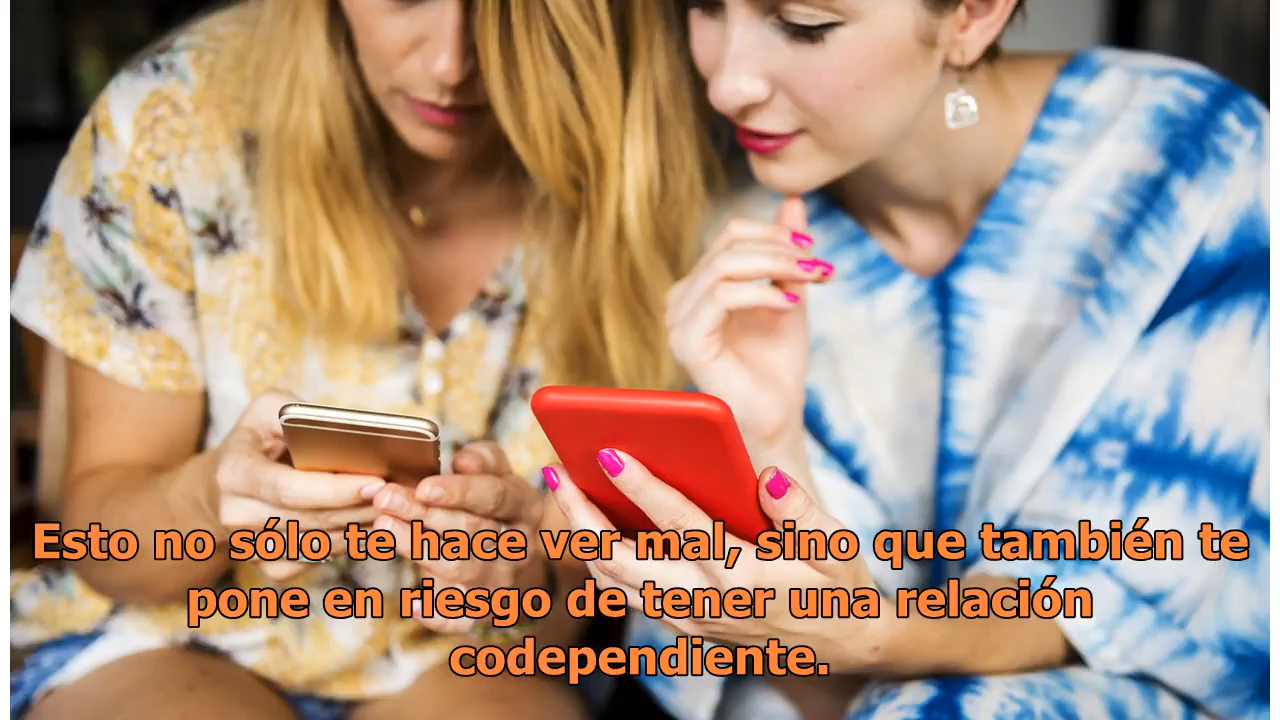 Esto no sólo te hace ver mal, sino que también te
pone en riesgo de tener una relación
codependiente.